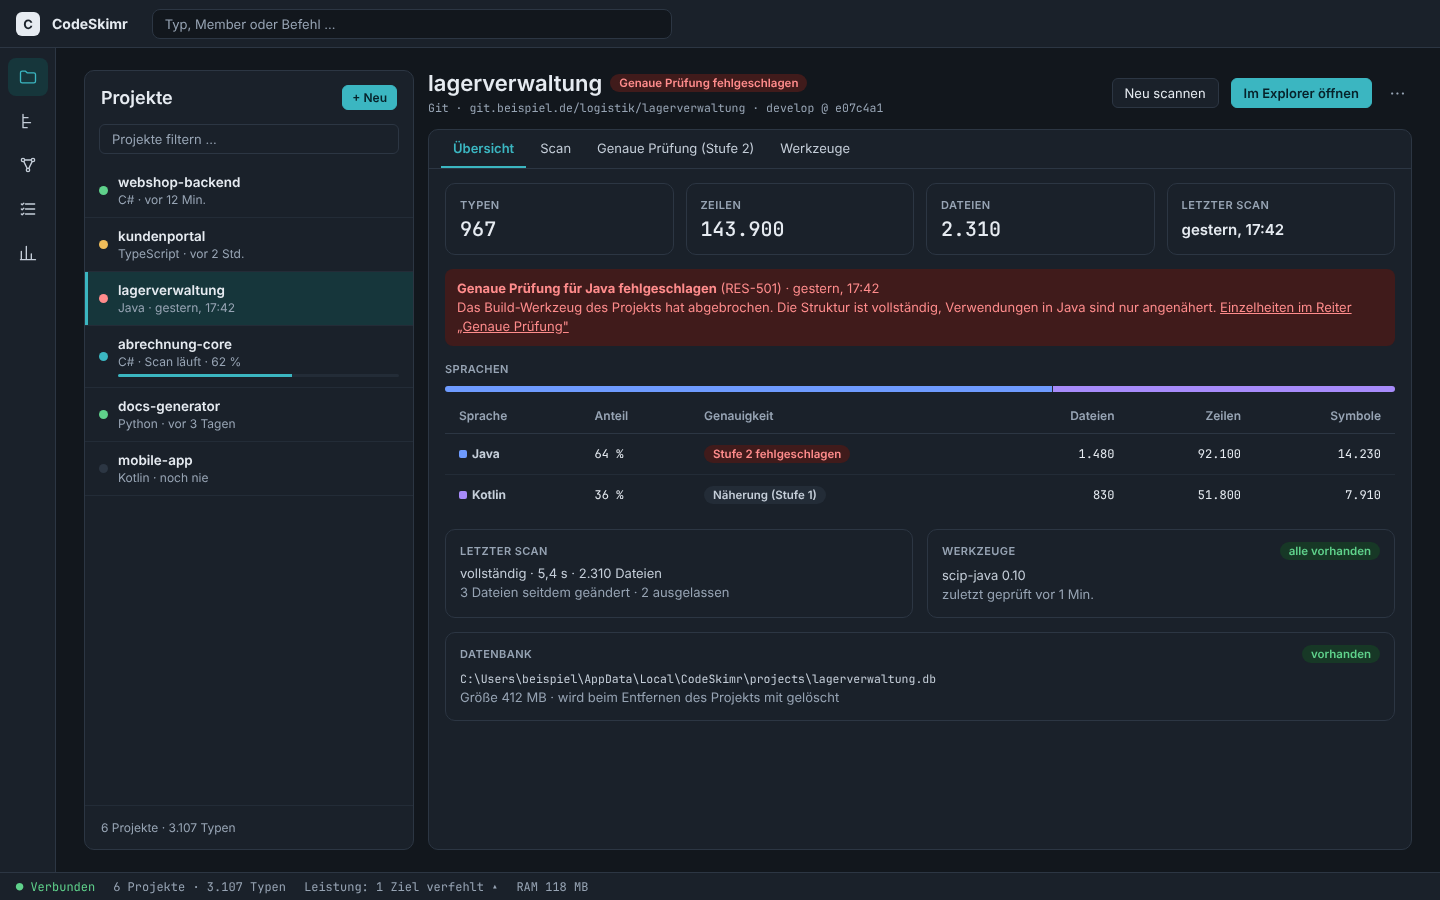 C CodeSkimr
Typ, Member oder Befehl ...
Projekte
+ Neu
Projekte filtern ...
webshop-backend
C# · vor 12 Min.
kundenportal
TypeScript · vor 2 Std.
lagerverwaltung
Java · gestern, 17:42
abrechnung-core
C# · Scan läuft · 62 %
docs-generator
Python · vor 3 Tagen
mobile-app
Kotlin · noch nie
6 Projekte · 3.107 Typen
lagerverwaltung Genaue Prüfung fehlgeschlagen
Git · git.beispiel.de/logistik/lagerverwaltung · develop @ e07c4a1
Neu scannen Im Explorer öffnen ···
Übersicht Scan Genaue Prüfung (Stufe 2) Werkzeuge
TYPEN
967
ZEILEN
143.900
DATEIEN
2.310
LETZTER SCAN
gestern, 17:42
Genaue Prüfung für Java fehlgeschlagen (RES-501) · gestern, 17:42
Das Build-Werkzeug des Projekts hat abgebrochen. Die Struktur ist vollständig, Verwendungen in Java sind nur angenähert. Einzelheiten im Reiter
„Genaue Prüfung"
SPRACHEN
Sprache Anteil Genauigkeit Dateien Zeilen Symbole
Java 64 % Stufe 2 fehlgeschlagen 1.480 92.100 14.230
Kotlin 36 % Näherung (Stufe 1) 830 51.800 7.910
LETZTER SCAN
vollständig · 5,4 s · 2.310 Dateien
3 Dateien seitdem geändert · 2 ausgelassen
WERKZEUGE alle vorhanden
scip-java 0.10
zuletzt geprüft vor 1 Min.
DATENBANK vorhanden
C:\Users\beispiel\AppData\Local\CodeSkimr\projects\lagerverwaltung.db
Größe 412 MB · wird beim Entfernen des Projekts mit gelöscht
Verbunden 6 Projekte · 3.107 Typen Leistung: 1 Ziel verfehlt ▴ RAM 118 MB